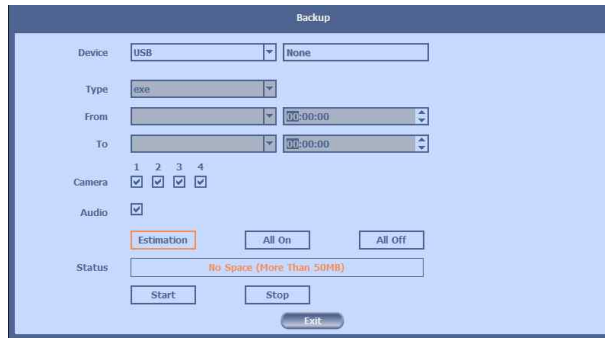 Backup
Device USB None
Type exe
From 00:00:00
To 00:00:00
1 2 3 4
Camera
Audio
Estimation All On All Off
Status No Space (More Than 50MB)
Start Stop
Exit